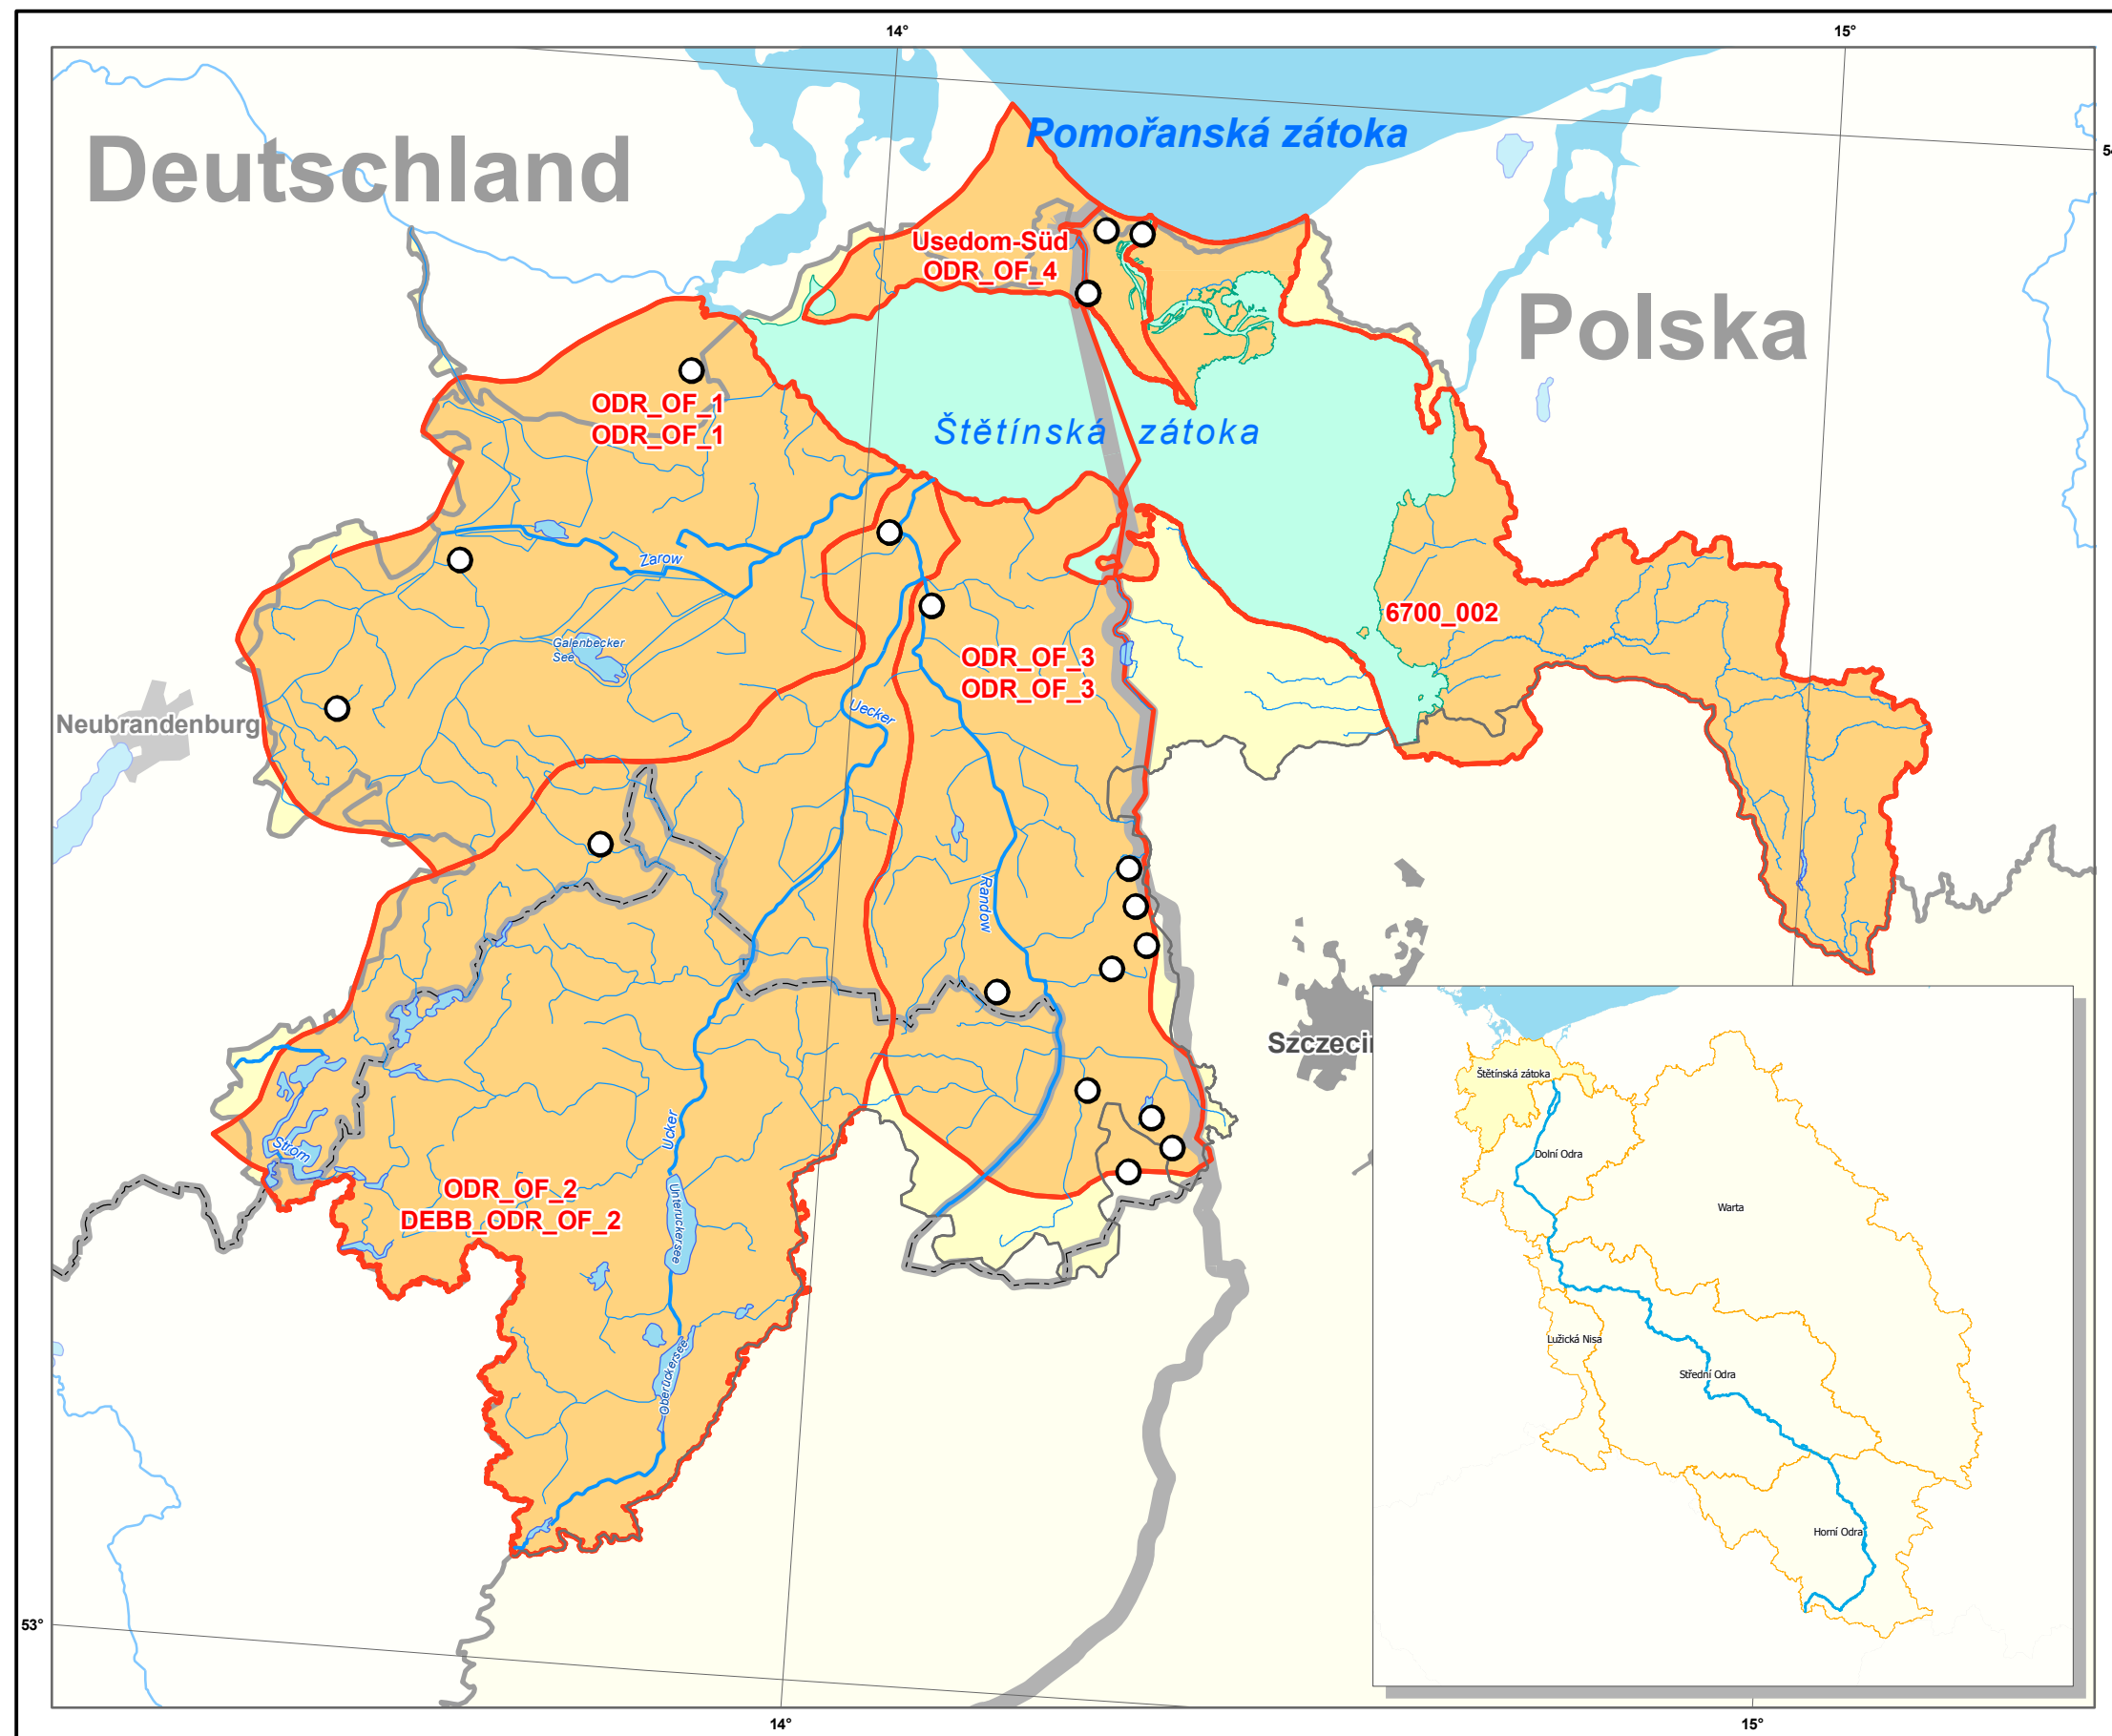 14°
15°
Pomořanská zátoka
Deutschland
Usedom-Süd
ODR_OF_4
Polska
ODR_OF_1
ODR_OF_1
Štětínská zátoka
Zarow
Galenbecker
See
6700_002
ODR_OF_3
ODR_OF_3
Neubrandenburg
Uecker
Randow
Štětínská zátoka
Ucker
Strom
Dolní Odra
ODR_OF_2
DEBB_ODR_OF_2
Unteruckersee
Warta
Lužická Nisa
Oberückersee
Střední Odra
Horní Odra
53°
14°
15°